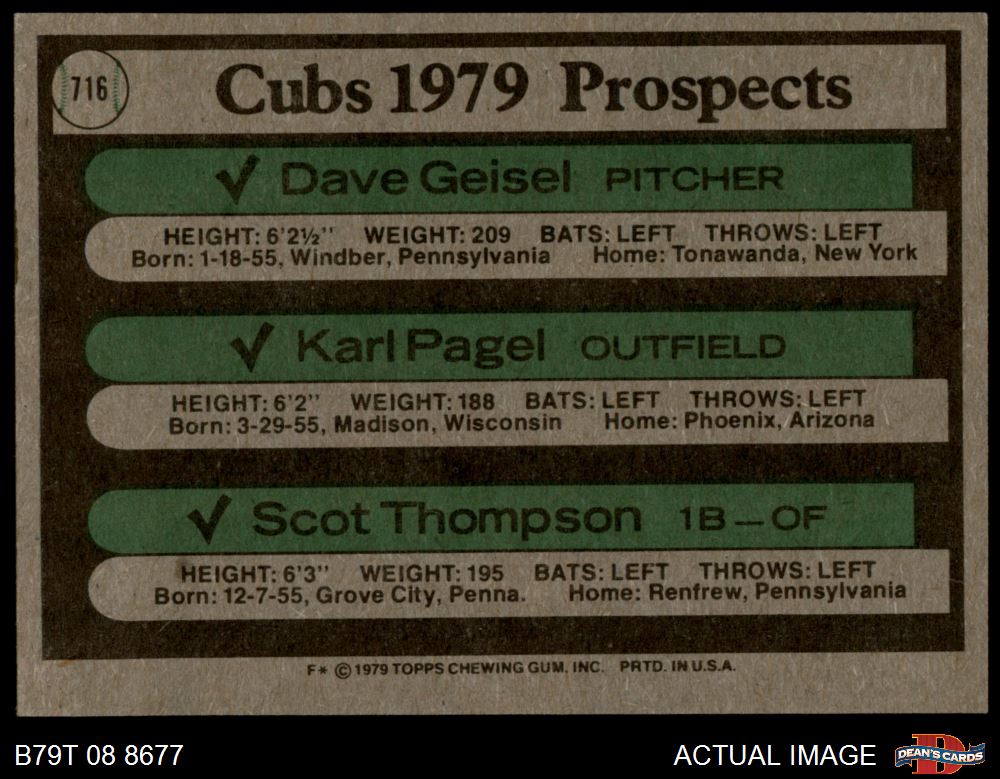 716
Cubs 1979 Prospects
✓ Dave Geisel PITCHER
HEIGHT: 6'2½" WEIGHT: 209 BATS: LEFT THROWS: LEFT
Born: 1-18-55, Windber, Pennsylvania Home: Tonawanda, New York
✓ Karl Pagel OUTFIELD
HEIGHT: 6'2" WEIGHT: 188 BATS: LEFT THROWS: LEFT
Born: 3-29-55, Madison, Wisconsin Home: Phoenix, Arizona
✓ Scot Thompson 1B — OF
HEIGHT: 6'3" WEIGHT: 195 BATS: LEFT THROWS: LEFT
Born: 12-7-55, Grove City, Penna. Home: Renfrew, Pennsylvania
F* © 1979 TOPPS CHEWING GUM, INC. PRTD. IN U.S.A.
B79T 08 8677 ACTUAL IMAGE DEAN'S CARDS